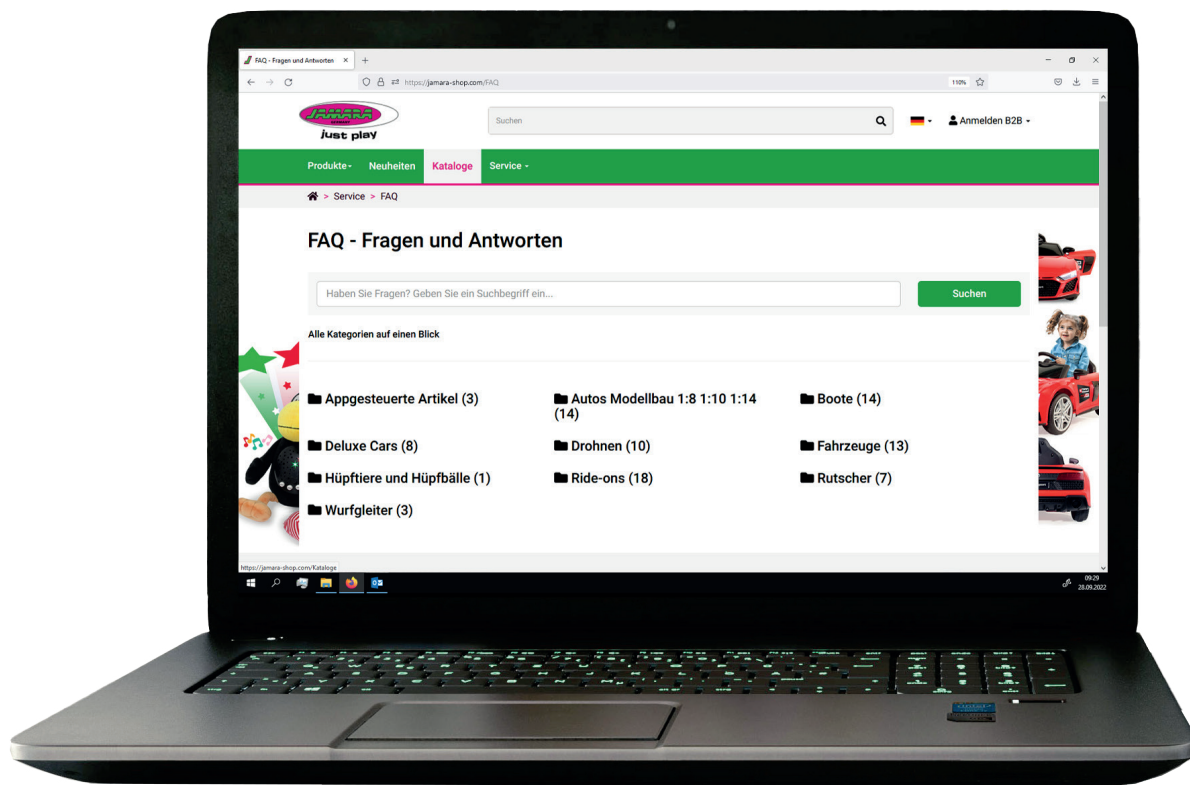 FAQ - Fragen und Antworten
https://jamara-shop.com/FAQ
110%
JAMARA
just play
Suchen
Anmelden B2B
Produkte
Neuheiten
Kataloge
Service
> Service > FAQ
FAQ - Fragen und Antworten
Haben Sie Fragen? Geben Sie ein Suchbegriff ein...
Suchen
Alle Kategorien auf einen Blick
Appgesteuerte Artikel (3)
Autos Modellbau 1:8 1:10 1:14
(14)
Boote (14)
Deluxe Cars (8)
Drohnen (10)
Fahrzeuge (13)
Hüpftiere und Hüpfbälle (1)
Ride-ons (18)
Rutscher (7)
Wurfgleiter (3)
https://jamara-shop.com/Kataloge
09:29
28.09.2022